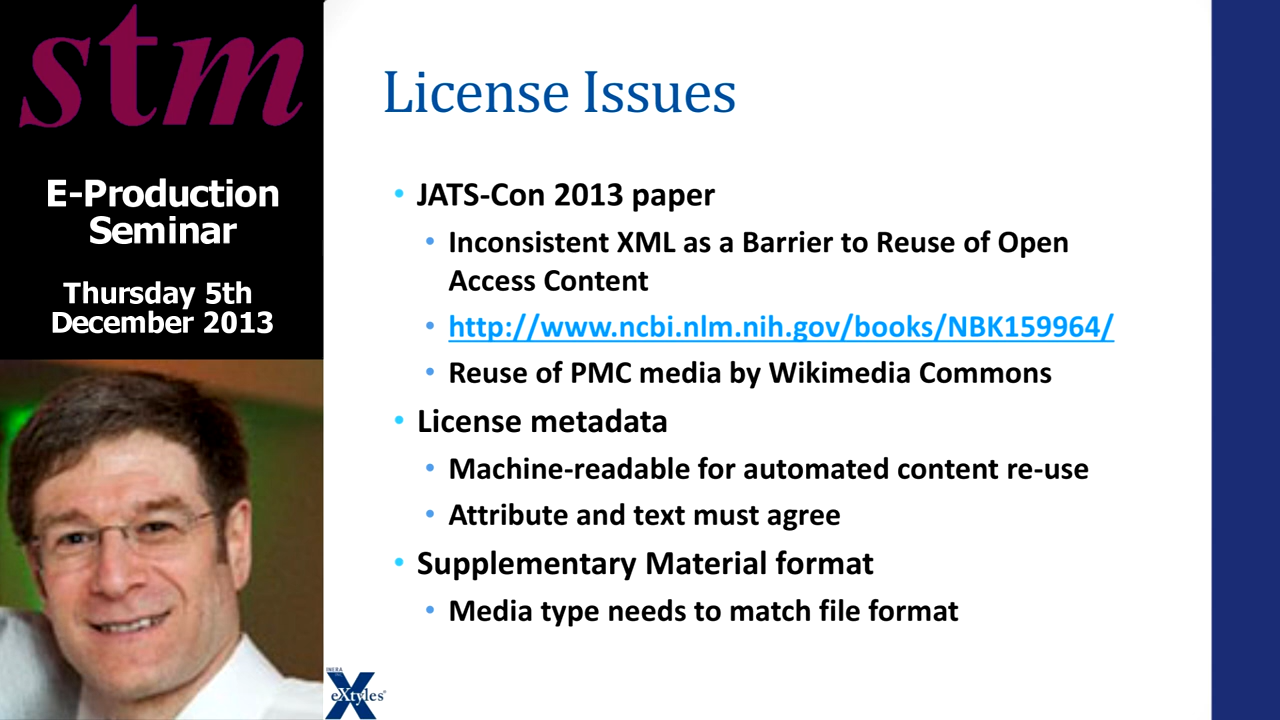 stm
E-Production
Seminar
Thursday 5th
December 2013
License Issues
• JATS-Con 2013 paper
• Inconsistent XML as a Barrier to Reuse of Open
Access Content
• http://www.ncbi.nlm.nih.gov/books/NBK159964/
• Reuse of PMC media by Wikimedia Commons
• License metadata
• Machine-readable for automated content re-use
• Attribute and text must agree
• Supplementary Material format
• Media type needs to match file format
INERA
eXtyles®